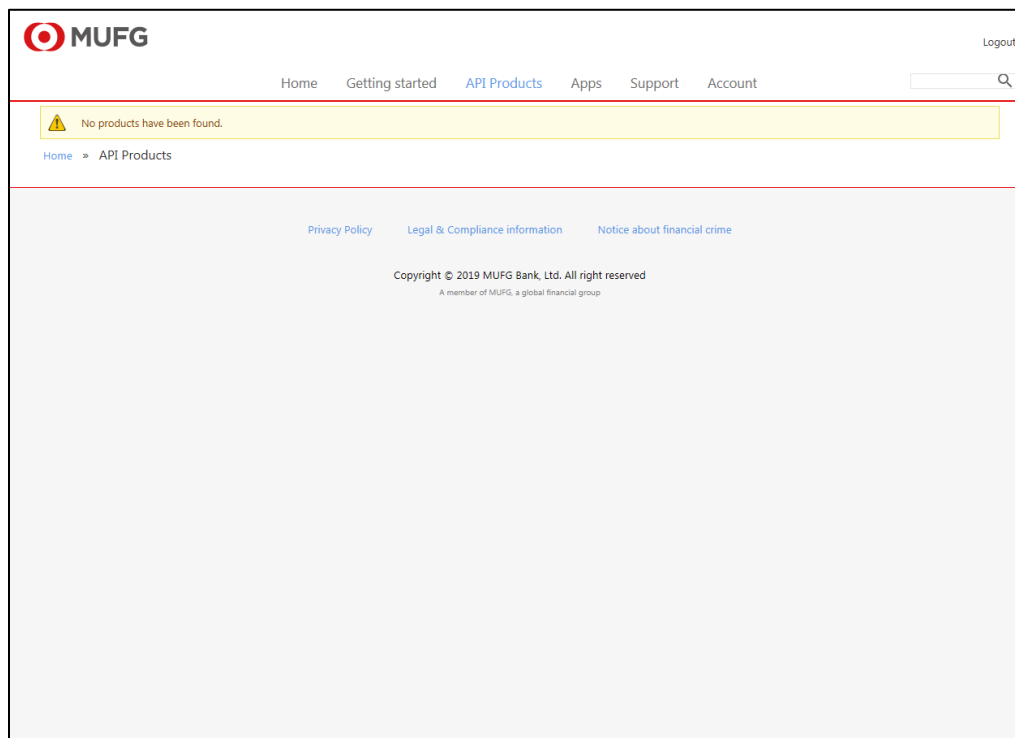 MUFG
Logout
Home Getting started API Products Apps Support Account
No products have been found.
Home » API Products
Privacy Policy Legal & Compliance information Notice about financial crime
Copyright © 2019 MUFG Bank, Ltd. All right reserved
A member of MUFG, a global financial group